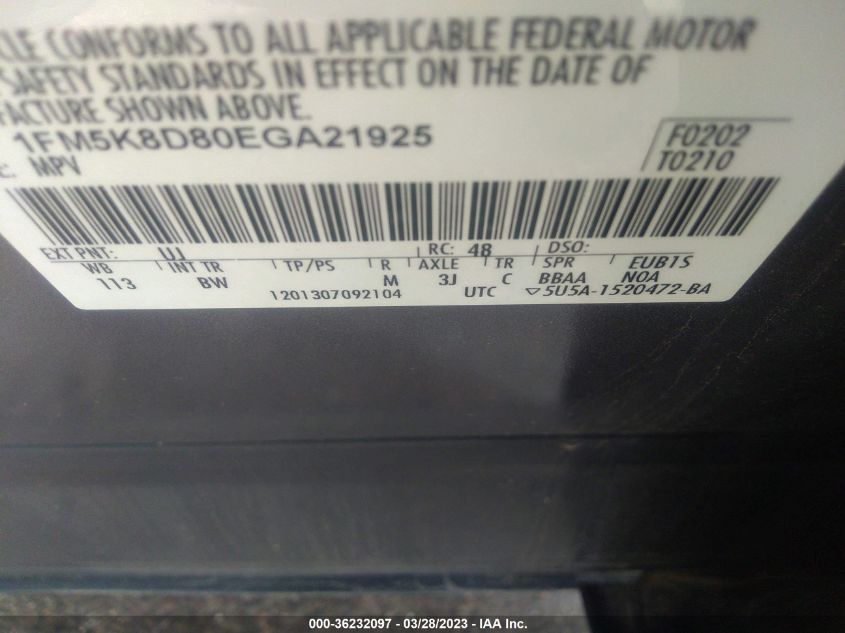 CLE CONFORMS TO ALL APPLICABLE FEDERAL MOTOR
SAFETY STANDARDS IN EFFECT ON THE DATE OF
FACTURE SHOWN ABOVE.
1FM5K8D80EGA21925
F0202
MPV
T0210
EXT PNT: UJ RC: 48 DSO:
WB INT TR TP/PS R AXLE TR SPR EUB1S
113 BW M 3J C BBAA NOA
1201307092104 UTC ▽5U5A-1520472-BA
000-36232097 - 03/28/2023 - IAA Inc.